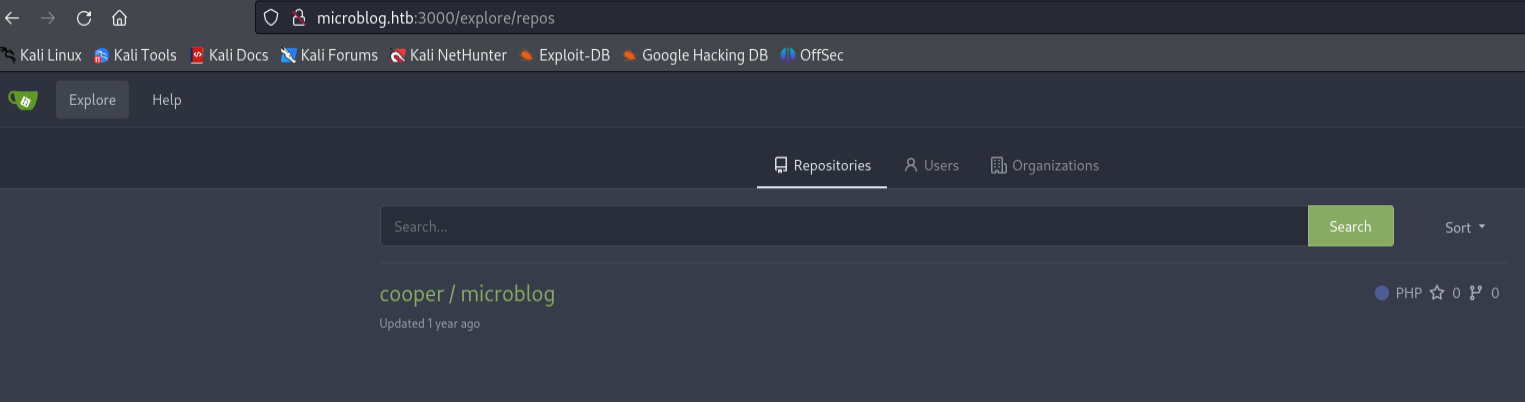 microblog.htb:3000/explore/repos
Kali Linux Kali Tools Kali Docs Kali Forums Kali NetHunter Exploit-DB Google Hacking DB OffSec
Explore Help
Repositories Users Organizations
Search... Search Sort
cooper / microblog PHP 0 0
Updated 1 year ago